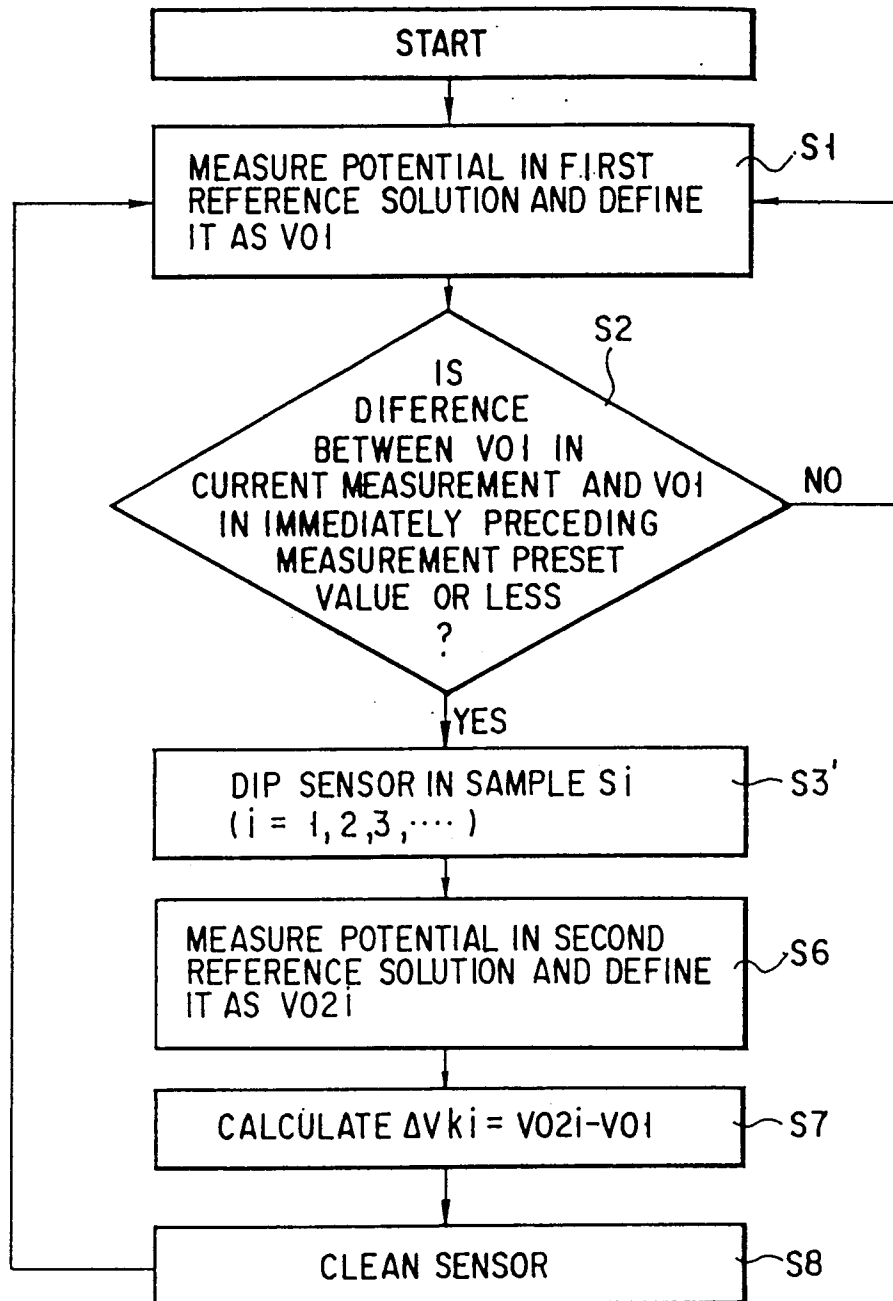 START
MEASURE POTENTIAL IN FIRST
REFERENCE SOLUTION AND DEFINE
IT AS V01
S1
S2
IS
DIFERENCE
BETWEEN V01 IN
CURRENT MEASUREMENT AND V01
IN IMMEDIATELY PRECEDING
MEASUREMENT PRESET
VALUE OR LESS
?
NO
YES
DIP SENSOR IN SAMPLE Si
(i = 1,2,3,····)
S3'
MEASURE POTENTIAL IN SECOND
REFERENCE SOLUTION AND DEFINE
IT AS V02i
S6
CALCULATE ΔVki = V02i-V01
S7
CLEAN SENSOR
S8